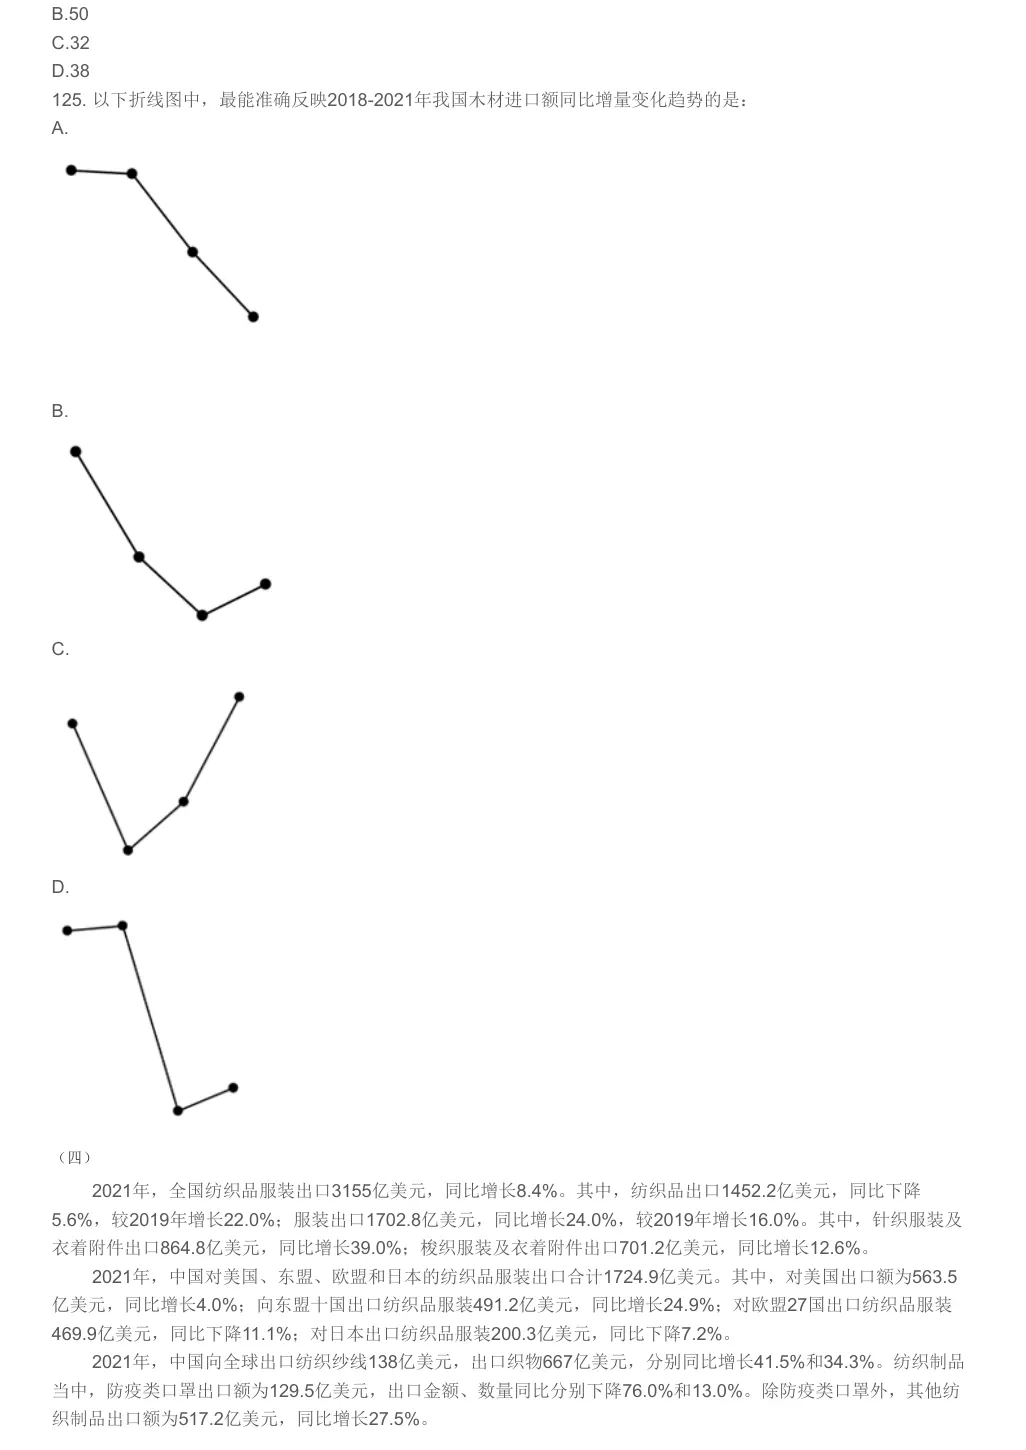 B.50
C.32
D.38
125. 以下折线图中，最能准确反映2018-2021年我国木材进口额同比增量变化趋势的是：
A.
B.
C.
D.
（四）
2021年，全国纺织品服装出口3155亿美元，同比增长8.4%。其中，纺织品出口1452.2亿美元，同比下降
5.6%，较2019年增长22.0%；服装出口1702.8亿美元，同比增长24.0%，较2019年增长16.0%。其中，针织服装及
衣着附件出口864.8亿美元，同比增长39.0%；梭织服装及衣着附件出口701.2亿美元，同比增长12.6%。
2021年，中国对美国、东盟、欧盟和日本的纺织品服装出口合计1724.9亿美元。其中，对美国出口额为563.5
亿美元，同比增长4.0%；向东盟十国出口纺织品服装491.2亿美元，同比增长24.9%；对欧盟27国出口纺织品服装
469.9亿美元，同比下降11.1%；对日本出口纺织品服装200.3亿美元，同比下降7.2%。
2021年，中国向全球出口纺织纱线138亿美元，出口织物667亿美元，分别同比增长41.5%和34.3%。纺织制品
当中，防疫类口罩出口额为129.5亿美元，出口金额、数量同比分别下降76.0%和13.0%。除防疫类口罩外，其他纺
织制品出口额为517.2亿美元，同比增长27.5%。